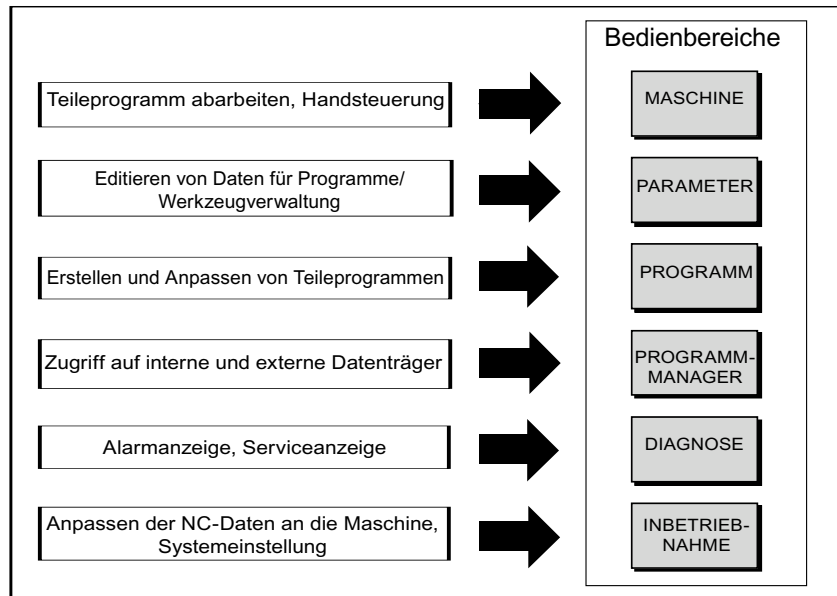 Bedienbereiche
Teileprogramm abarbeiten, Handsteuerung
MASCHINE
Editieren von Daten für Programme/
Werkzeugverwaltung
PARAMETER
Erstellen und Anpassen von Teileprogrammen
PROGRAMM
Zugriff auf interne und externe Datenträger
PROGRAMM-
MANAGER
Alarmanzeige, Serviceanzeige
DIAGNOSE
Anpassen der NC-Daten an die Maschine,
Systemeinstellung
INBETRIEB-
NAHME